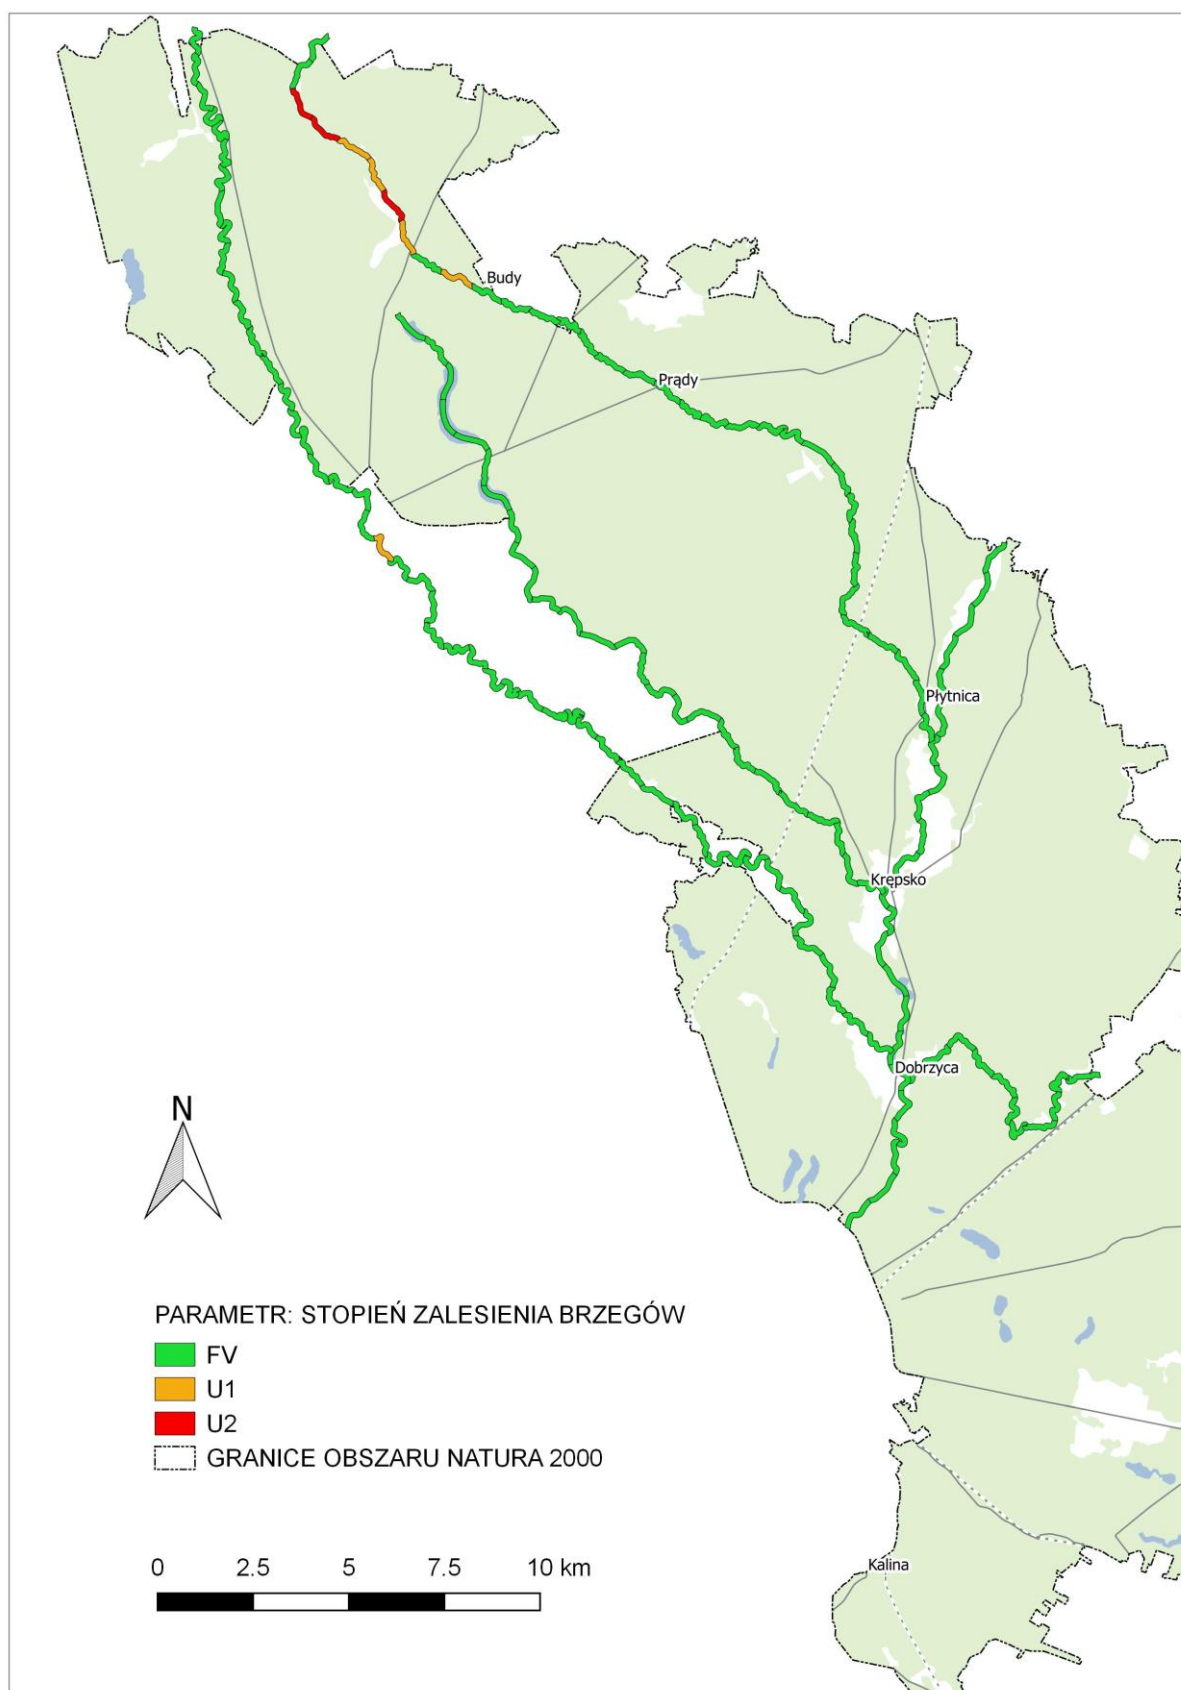 Budy
Prądy
Płytnica
Krępsko
Dobrzyca
N
PARAMETR: STOPIEŃ ZALESIENIA BRZEGÓW
FV
U1
U2
GRANICE OBSZARU NATURA 2000
0 2.5 5 7.5 10 km
Kalina